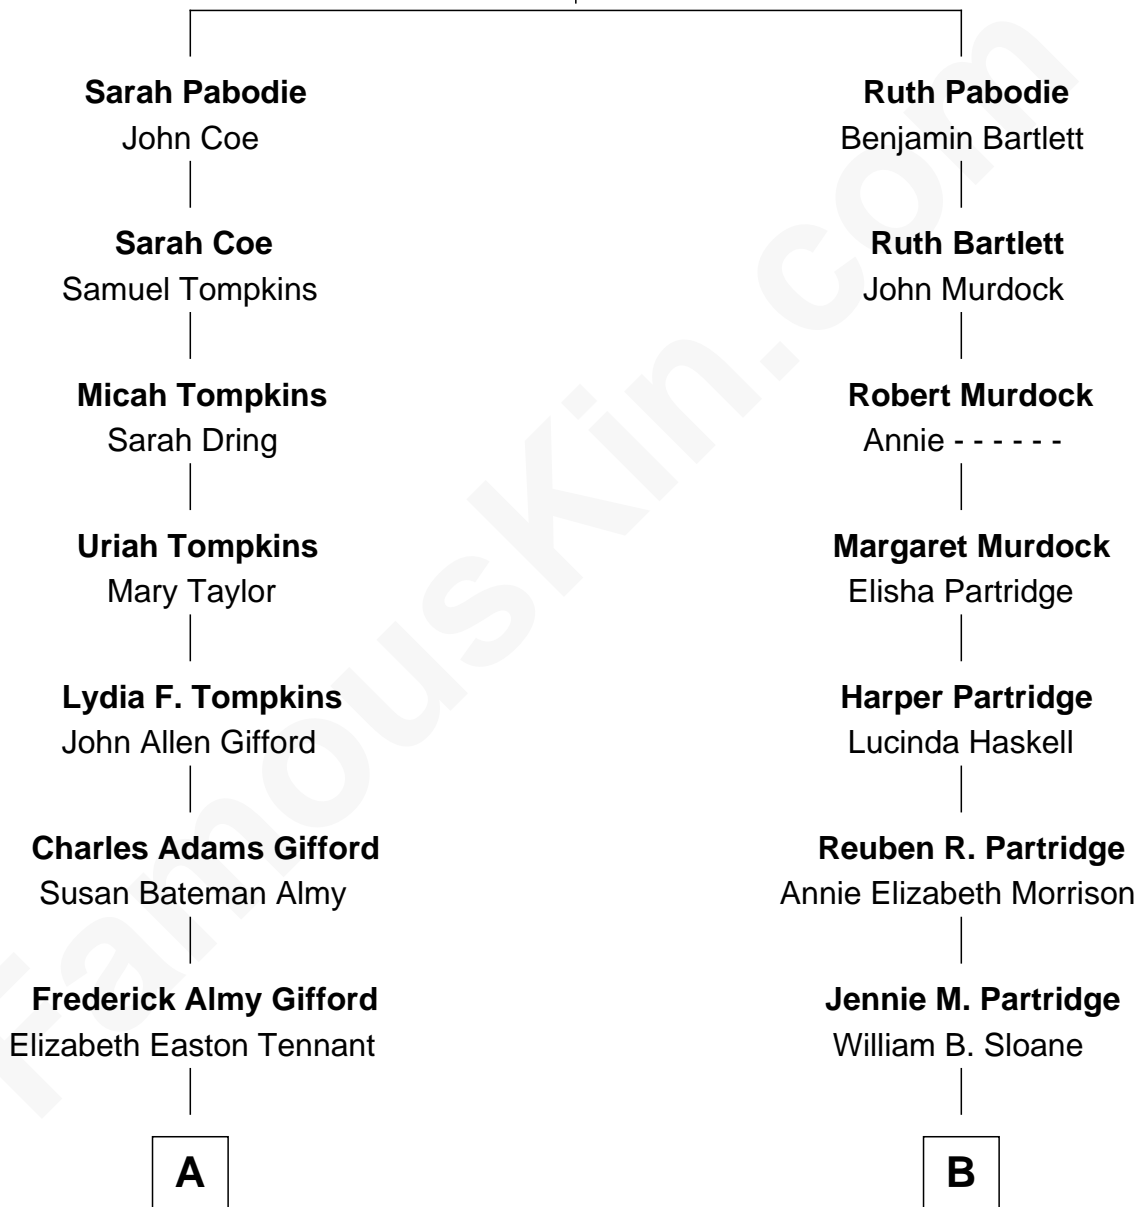 Sarah Pabodie
John Coe
Sarah Coe
Samuel Tompkins
Micah Tompkins
Sarah Dring
Uriah Tompkins
Mary Taylor
Lydia F. Tompkins
John Allen Gifford
Charles Adams Gifford
Susan Bateman Almy
Frederick Almy Gifford
Elizabeth Easton Tennant
A
Ruth Pabodie
Benjamin Bartlett
Ruth Bartlett
John Murdock
Robert Murdock
Annie - - - - - -
Margaret Murdock
Elisha Partridge
Harper Partridge
Lucinda Haskell
Reuben R. Partridge
Annie Elizabeth Morrison
Jennie M. Partridge
William B. Sloane
B
FamousKin.com